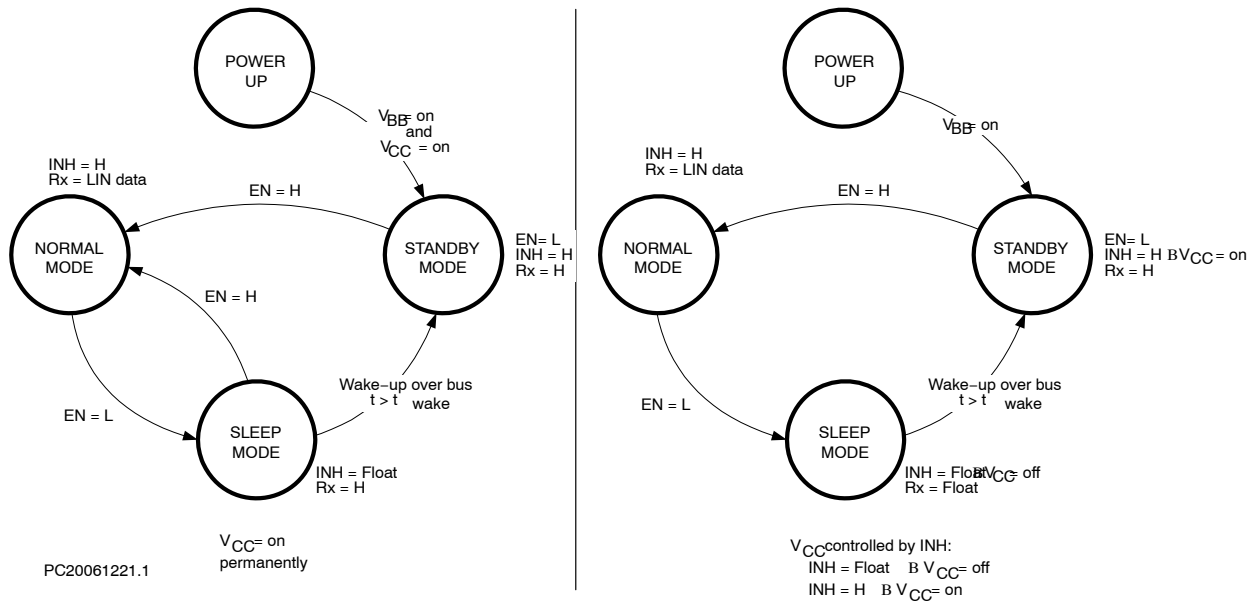 POWER
UP
VBB= on
and
VCC = on
INH = H
Rx = LIN data
EN = H
NORMAL
MODE
STANDBY
MODE
EN= L
INH = H
Rx = H
EN = H
EN = L
Wake−up over bus
t > t wake
SLEEP
MODE
INH = Float
Rx = H
VCC= on
permanently
PC20061221.1
POWER
UP
VBB= on
INH = H
Rx = LIN data
EN = H
NORMAL
MODE
STANDBY
MODE
EN= L
INH = H β VCC = on
Rx = H
EN = L
Wake−up over bus
t > t wake
SLEEP
MODE
INH = Float β VCC = off
Rx = Float
VCC controlled by INH:
INH = Float β VCC= off
INH = H β VCC= on